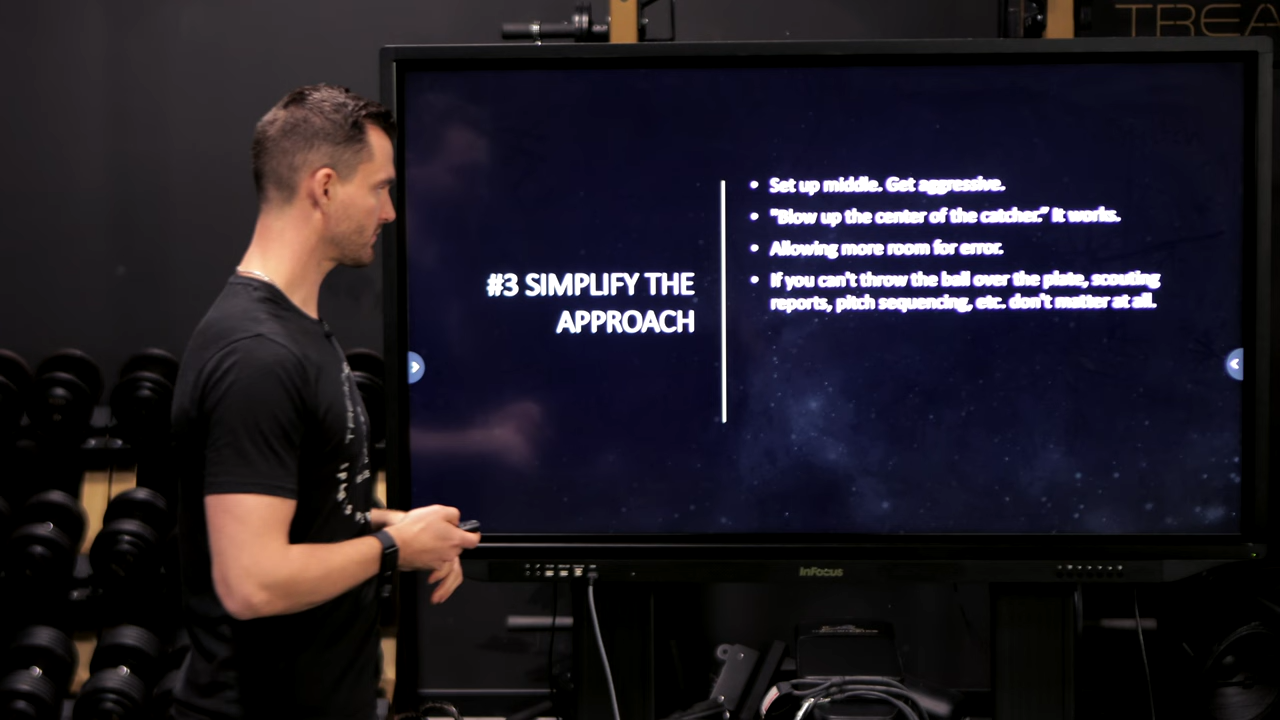 TREA
#3 SIMPLIFY THE
APPROACH
• Set up middle. Get aggressive.
• "Blow up the center of the catcher." It works.
• Allowing more room for error.
• If you can't throw the ball over the plate, scouting
reports, pitch sequencing, etc. don't matter at all.
InFocus